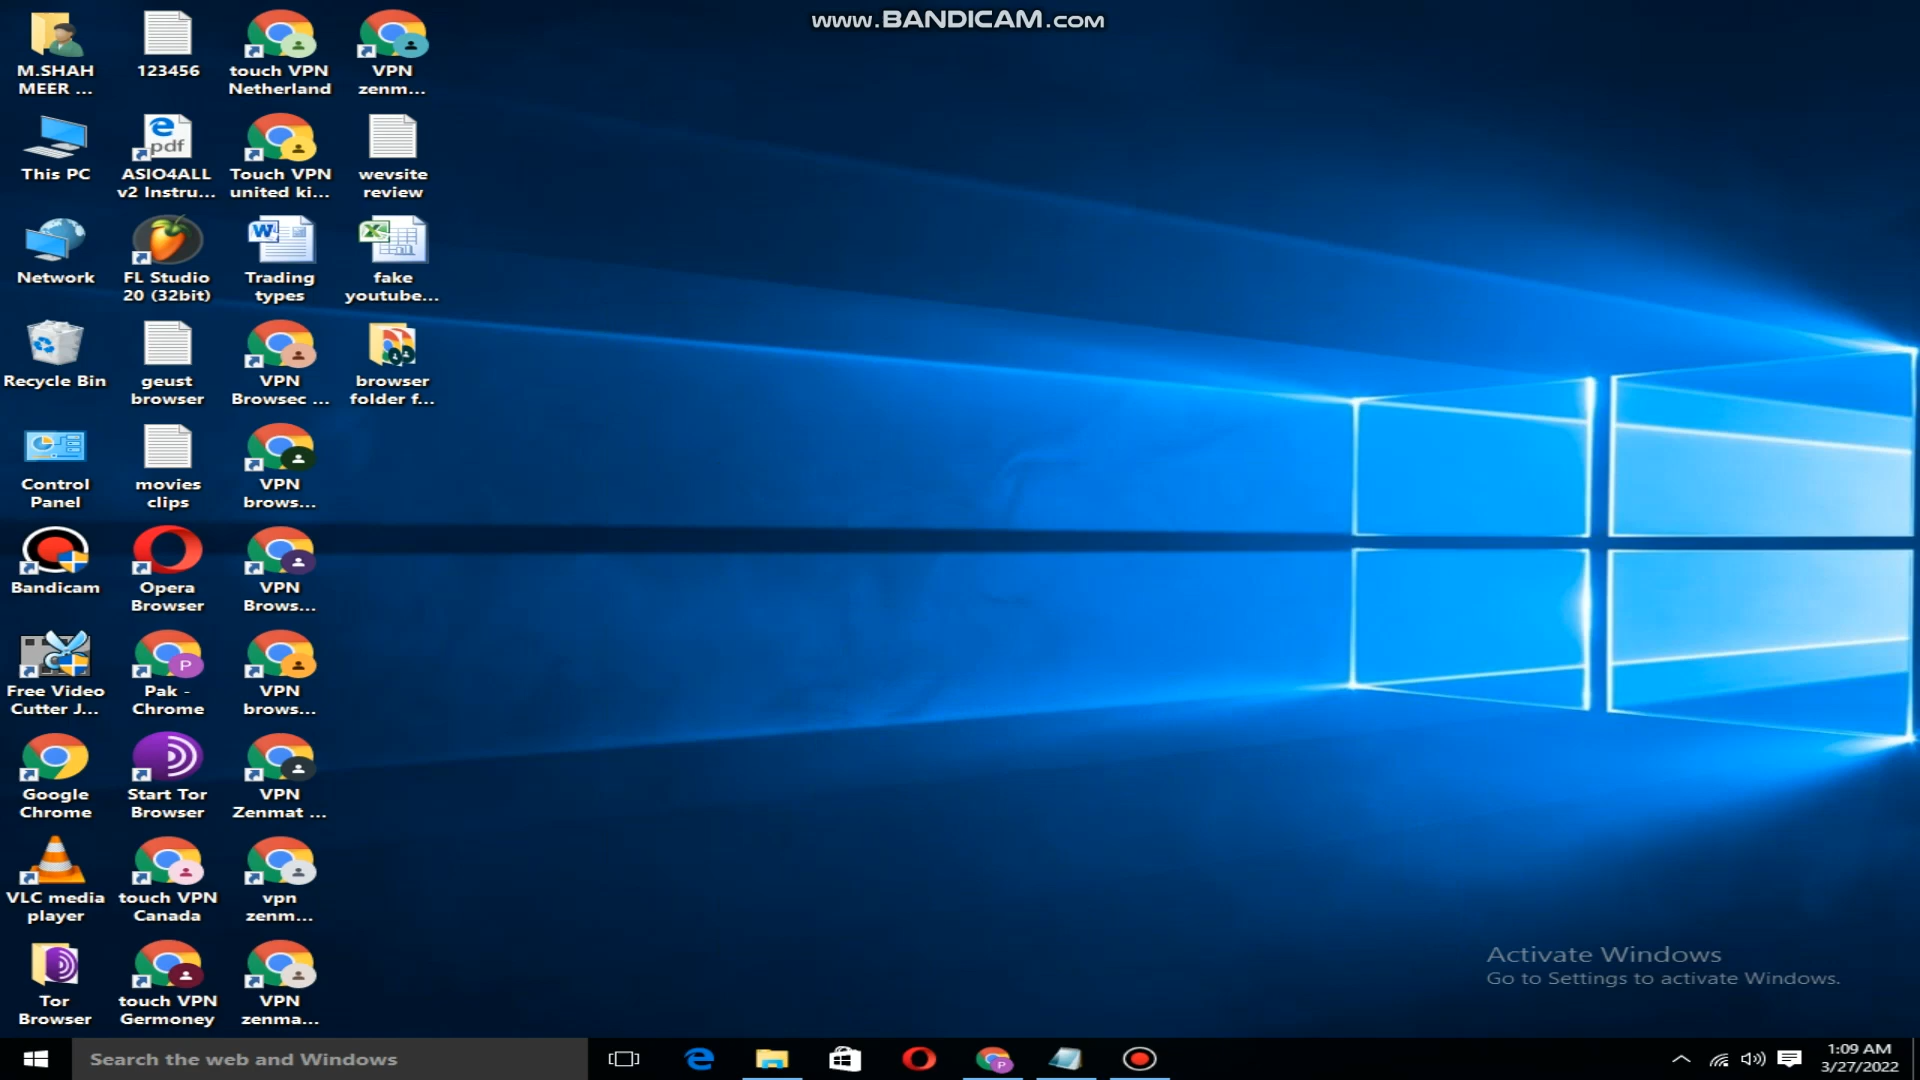 www.BANDICAM.com
M.SHAH
MEER ...
This PC
Network
Recycle Bin
Control
Panel
Bandicam
Free Video
Cutter J...
Google
Chrome
VLC media
player
Tor
Browser
123456
pdf
ASIO4ALL
v2 Instru...
FL Studio
20 (32bit)
geust
browser
movies
clips
Opera
Browser
P
Pak -
Chrome
Start Tor
Browser
touch VPN
Canada
touch VPN
Germoney
touch VPN
Netherland
Touch VPN
united ki...
W
Trading
types
VPN
Browsec ...
VPN
brows...
VPN
Brows...
VPN
brows...
VPN
Zenmat ...
vpn
zenm...
VPN
zenma...
VPN
zenm...
wevsite
review
X
fake
youtube...
browser
folder f...
Activate Windows
Go to Settings to activate Windows.
Search the web and Windows
P
1:09 AM
3/27/2022